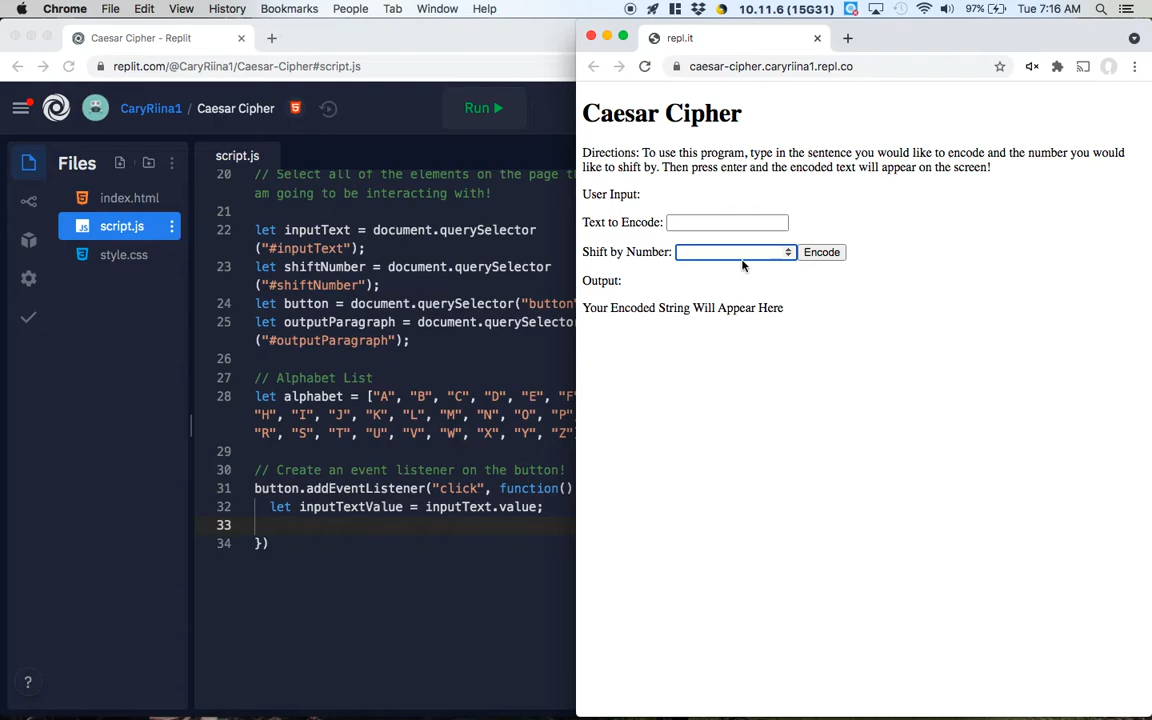 Chrome File Edit View History Bookmarks People Tab Window Help 10.11.6 (15G31) 97% Tue 7:16 AM
Caesar Cipher - Replit
replit.com/@CaryRiina1/Caesar-Cipher#script.js
CaryRiina1 / Caesar Cipher Run
Files
index.html
JS script.js
style.css
?
script.js
20 // Select all of the elements on the page
am going to be interacting with!
21
22 let inputText = document.querySelector
("#inputText");
23 let shiftNumber = document.querySelector
("#shiftNumber");
24 let button = document.querySelector("button"
25 let outputParagraph = document.querySelector
("#outputParagraph");
26
27 // Alphabet List
28 let alphabet = ["A", "B", "C", "D", "E", "F"
"H", "I", "J", "K", "L", "M", "N", "O", "P"
"R", "S", "T", "U", "V", "W", "X", "Y", "Z"]
29
30 // Create an event listener on the button!
31 button.addEventListener("click", function()
32 let inputTextValue = inputText.value;
33
34 })
repl.it
caesar-cipher.caryriina1.repl.co
Caesar Cipher
Directions: To use this program, type in the sentence you would like to encode and the number you would
like to shift by. Then press enter and the encoded text will appear on the screen!
User Input:
Text to Encode:
Shift by Number: Encode
Output:
Your Encoded String Will Appear Here